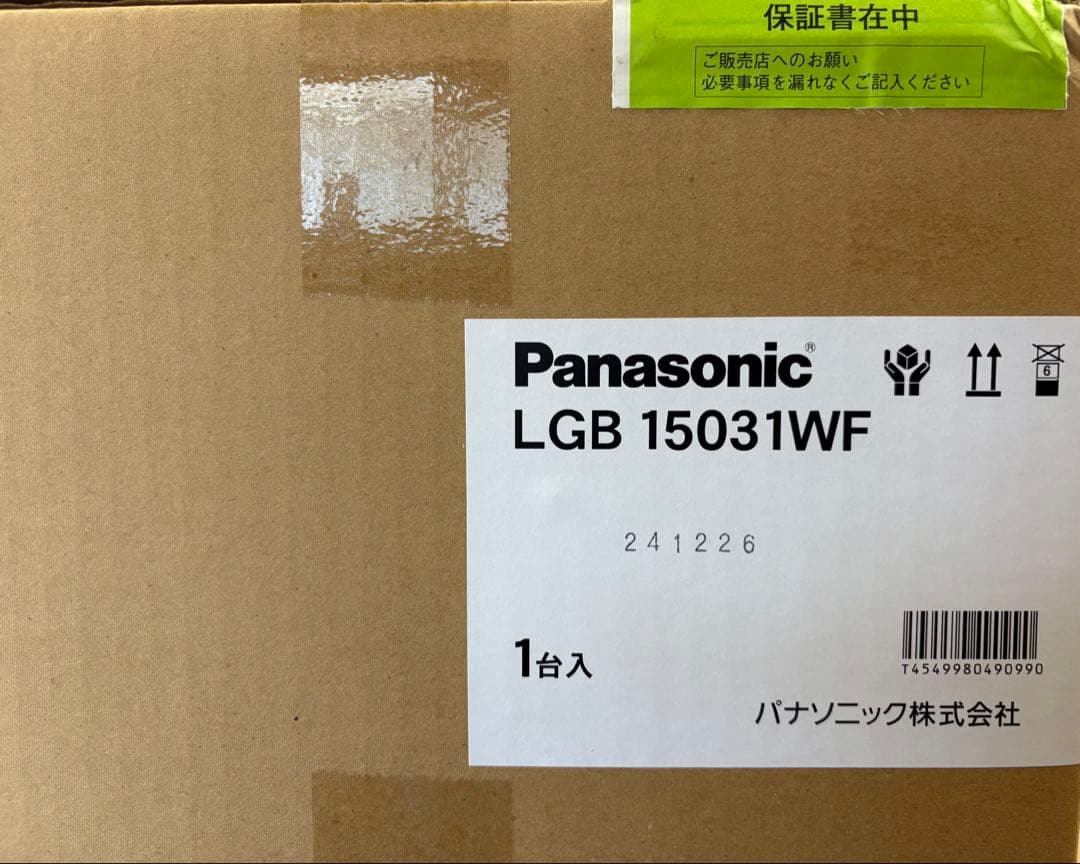 保証書在中
ご販売店へのお願い
必要事項を漏れなくご記入ください
Panasonic®
6
LGB 15031WF
241226
1台入
T4549980490990
パナソニック株式会社